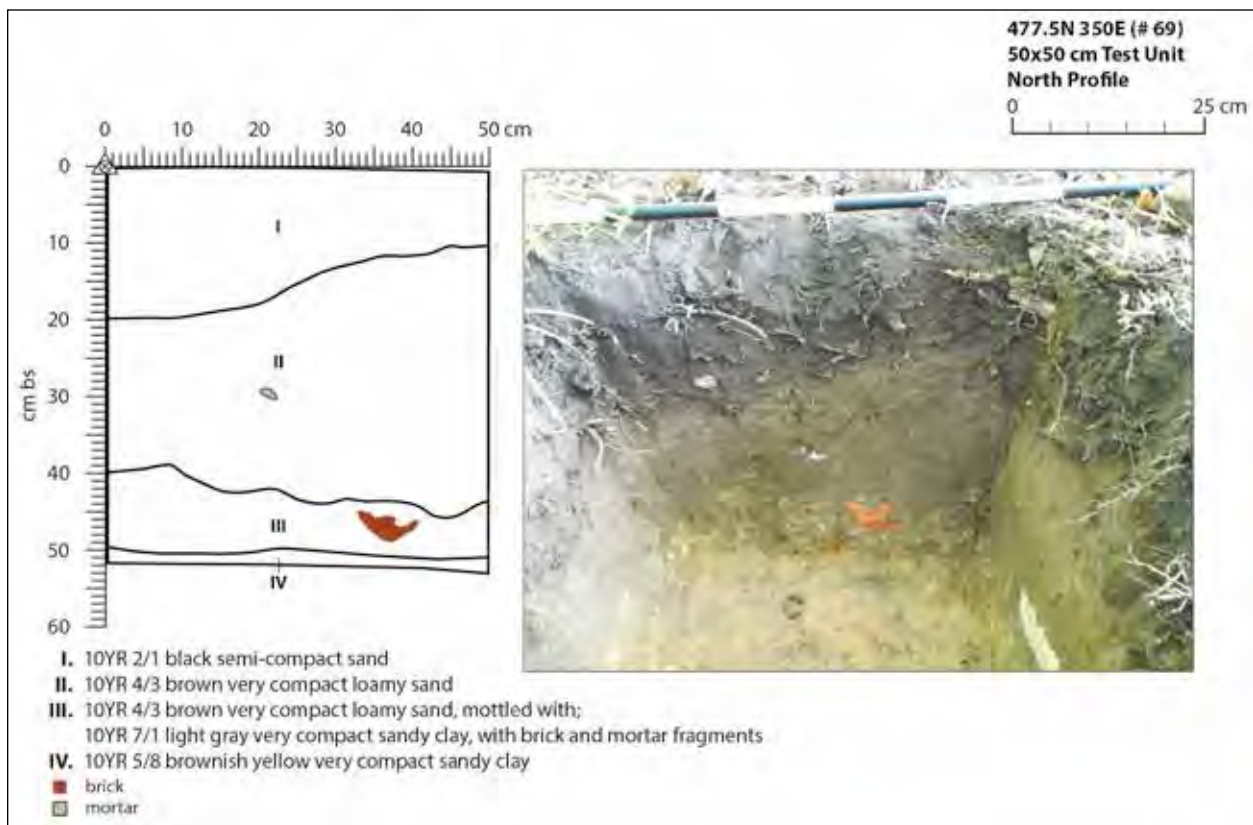 477.5N 350E (# 69)
50x50 cm Test Unit
North Profile
0 25 cm
0 10 20 30 40 50 cm
0
10
20
30
40
50
60
cm bs
I
II
III
IV
I. 10YR 2/1 black semi-compact sand
II. 10YR 4/3 brown very compact loamy sand
III. 10YR 4/3 brown very compact loamy sand, mottled with;
10YR 7/1 light gray very compact sandy clay, with brick and mortar fragments
IV. 10YR 5/8 brownish yellow very compact sandy clay
brick
mortar